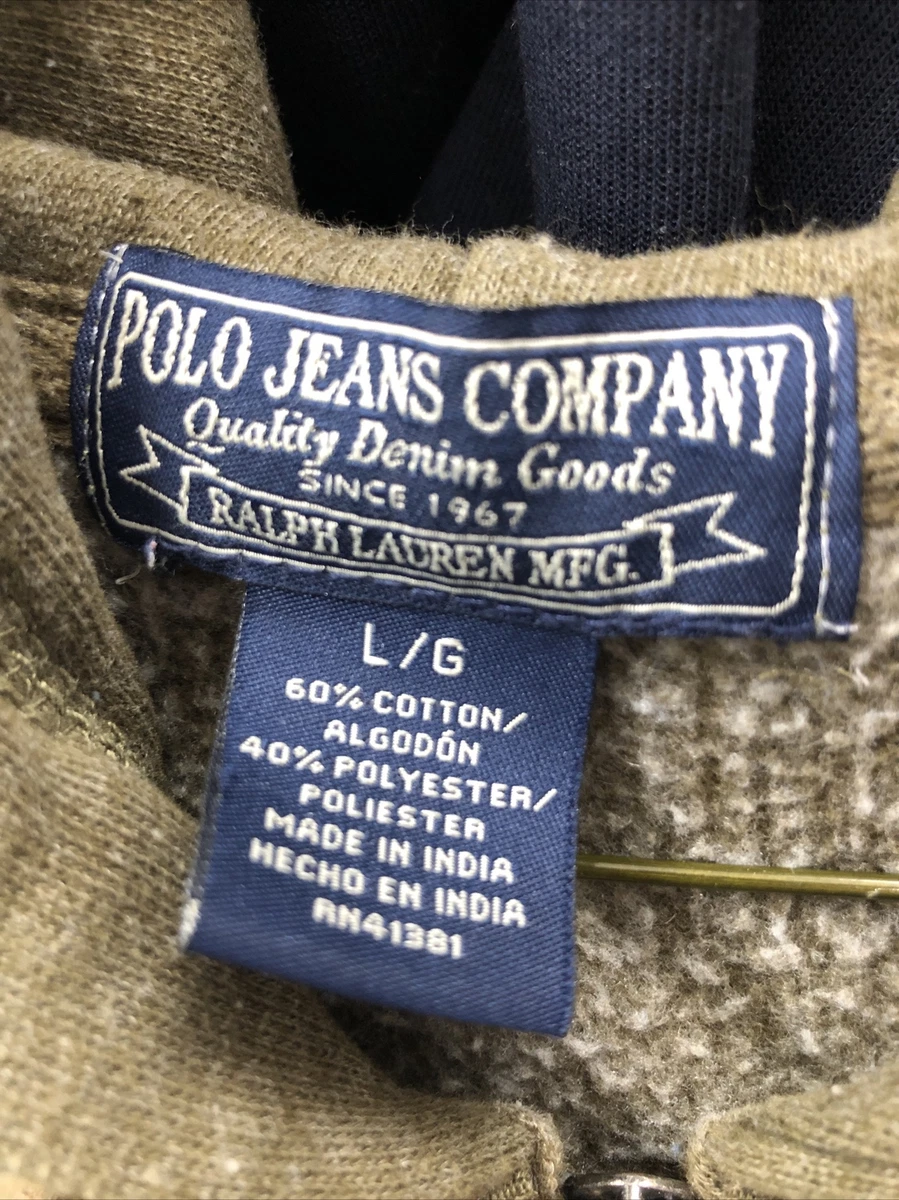 POLO JEANS COMPANY
Quality Denim Goods
SINCE 1967
RALPH LAUREN MFG.
L/G
60% COTTON/
ALGODÓN
40% POLYESTER/
POLIESTER
MADE IN INDIA
HECHO EN INDIA
RN41381